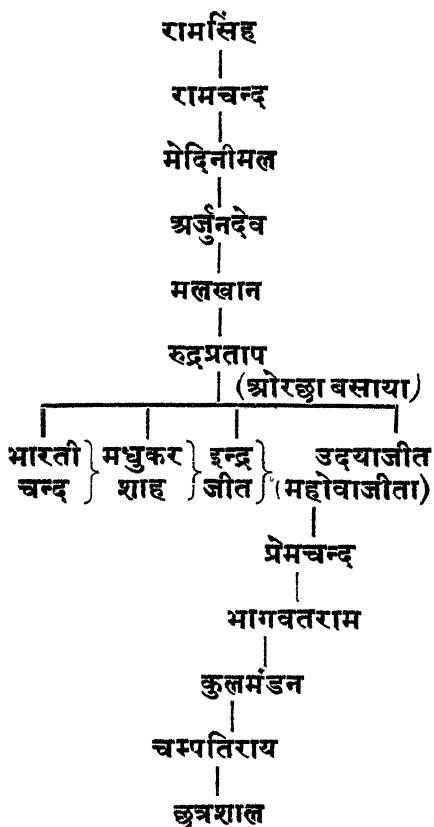 रामसिंह
रामचन्द
मेदिनीमल
अर्जुनदेव
मलखान
रुद्रप्रताप
(ओरछा बसाया)
भारती } मधुकर } इन्द्र } उदयाजीत
चन्द } शाह } जीत } (महोवाजीता)
प्रेमचन्द
भागवतराम
कुलमंडन
चम्पतिराय
छत्रशाल